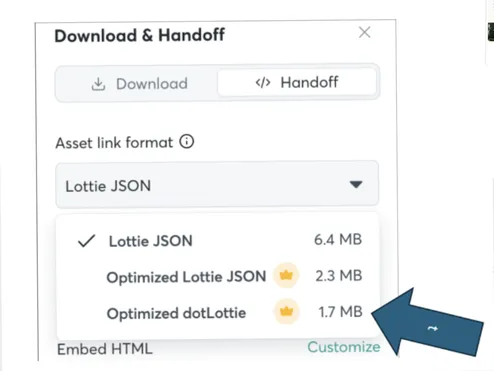 Download & Handoff
Download
Handoff
Asset link format
Lottie JSON
Lottie JSON 6.4 MB
Optimized Lottie JSON 2.3 MB
Optimized dotLottie 1.7 MB
Embed HTML Customize